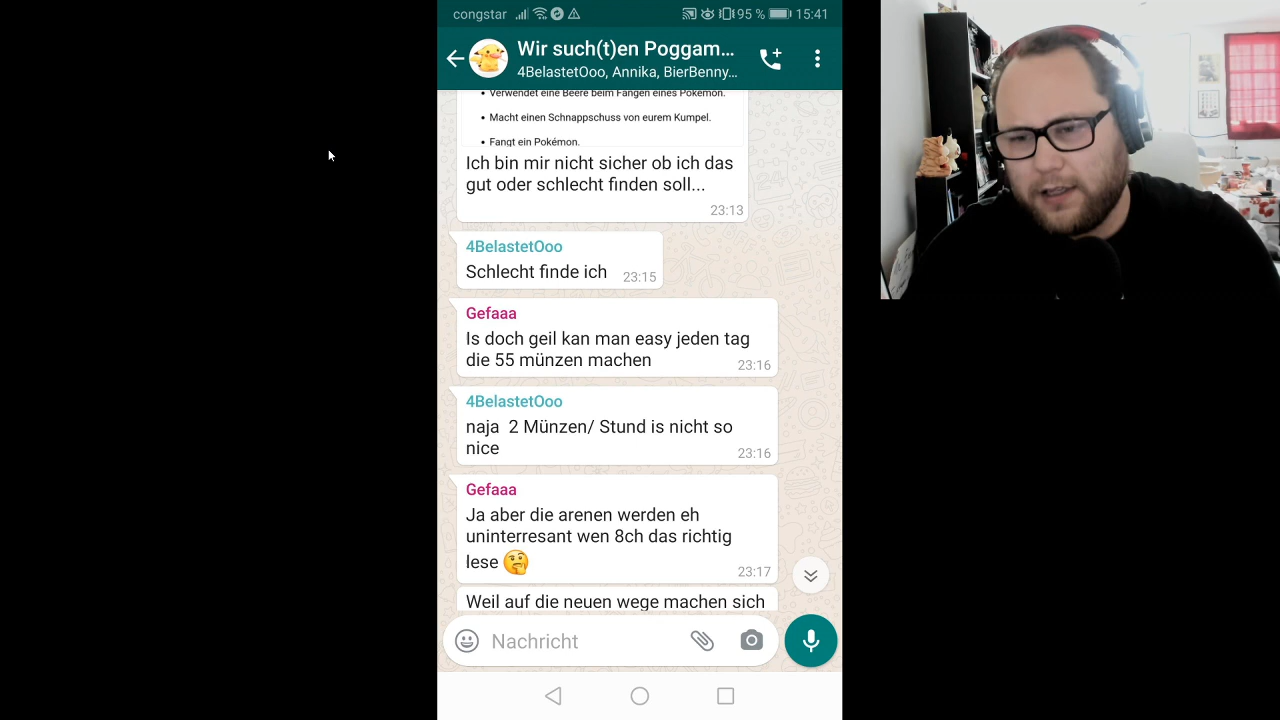 congstar 95 % 15:41
Wir such(t)en Poggam...
4BelastetOoo, Annika, BierBenny...
• Verwendet eine Beere beim Fangen eines Pokémon.
• Macht einen Schnappschuss von eurem Kumpel.
• Fangt ein Pokémon.
Ich bin mir nicht sicher ob ich das
gut oder schlecht finden soll...
23:13
4BelastetOoo
Schlecht finde ich 23:15
Gefaaa
Is doch geil kan man easy jeden tag
die 55 münzen machen 23:16
4BelastetOoo
naja 2 Münzen/ Stund is nicht so
nice 23:16
Gefaaa
Ja aber die arenen werden eh
uninterresant wen 8ch das richtig
lese 🤔 23:17
Weil auf die neuen wege machen sich
Nachricht